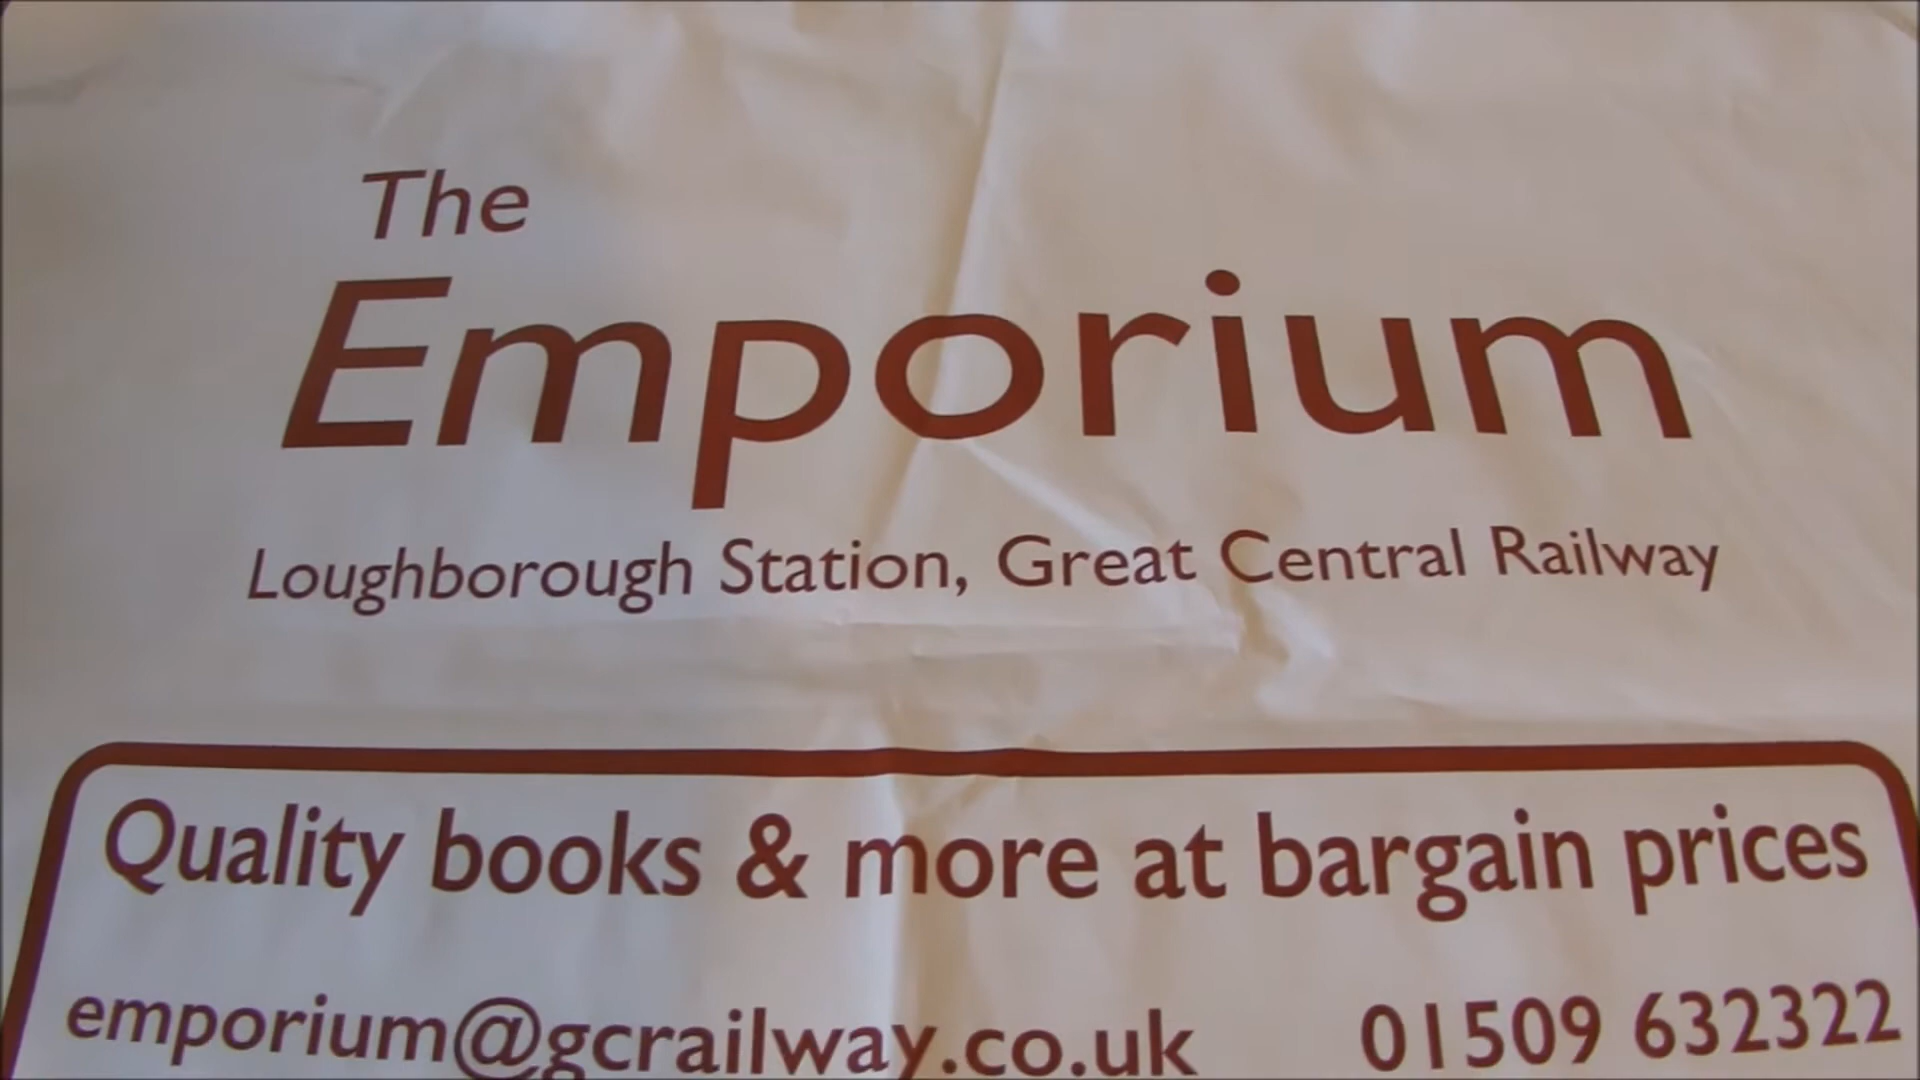 The
Emporium
Loughborough Station, Great Central Railway
Quality books & more at bargain prices
emporium@gcrailway.co.uk 01509 632322